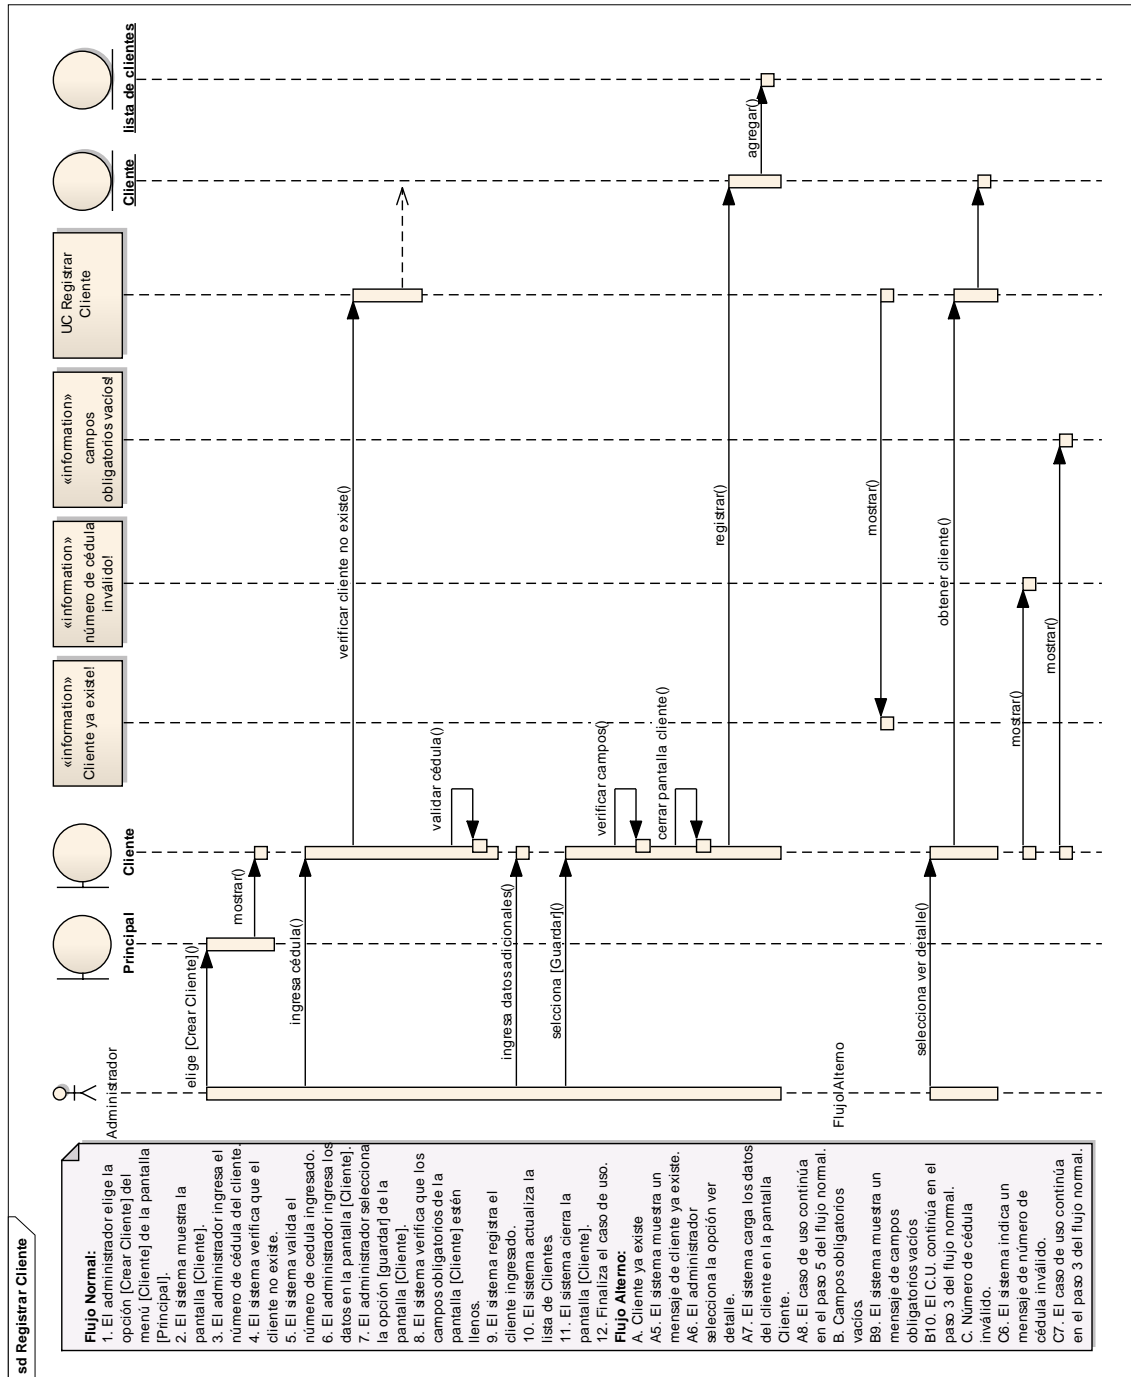 sd Registrar Cliente
Flujo Normal:
1. El administrador elige la
opción [Crear Cliente] del
menú [Cliente] de la pantalla
[Principal].
2. El sistema muestra la
pantalla [Cliente].
3. El administrador ingresa el
número de cédula del cliente.
4. El sistema verifica que el
cliente no existe.
5. El sistema valida el
número de cedula ingresado.
6. El administrador ingresa los
datos en la pantalla [Cliente].
7. El administrador selecciona
la opción [guardar] de la
pantalla [Cliente].
8. El sistema verifica que los
campos obligatorios de la
pantalla [Cliente] estén
llenos.
9. El sistema registra el
cliente ingresado.
10. El sistema actualiza la
lista de Clientes.
11. El sistema cierra la
pantalla [Cliente].
12. Finaliza el caso de uso.
Flujo Alterno:
A. Cliente ya existe
A5. El sistema muestra un
mensaje de cliente ya existe.
A6. El administrador
selecciona la opción ver
detalle.
A7. El sistema carga los datos
del cliente en la pantalla
Cliente.
A8. El caso de uso continúa
en el paso 5 del flujo normal.
B. Campos obligatorios
vacíos.
B9. El sistema muestra un
mensaje de campos
obligatorios vacíos
B10. El C.U. continúa en el
paso 3 del flujo normal.
C. Número de cédula
inválido.
C6. El sistema indica un
mensaje de número de
cédula inválido.
C7. El caso de uso continúa
en el paso 3 del flujo normal.
Administrador
Principal
Cliente
«information»
Cliente ya existe!
«information»
número de cédula
inválido!
«information»
campos
obligatorios vacíos!
UC Registrar
Cliente
Cliente
lista de clientes
elige [Crear Cliente]()
mostrar()
ingresa cédula()
verificar cliente no existe()
validar cédula()
ingresa datos adicionales()
selcciona [Guardar]()
verificar campos()
cerrar pantalla cliente()
registrar()
agregar()
Flujo Alterno
mostrar()
selecciona ver detalle()
obtener cliente()
mostrar()
mostrar()